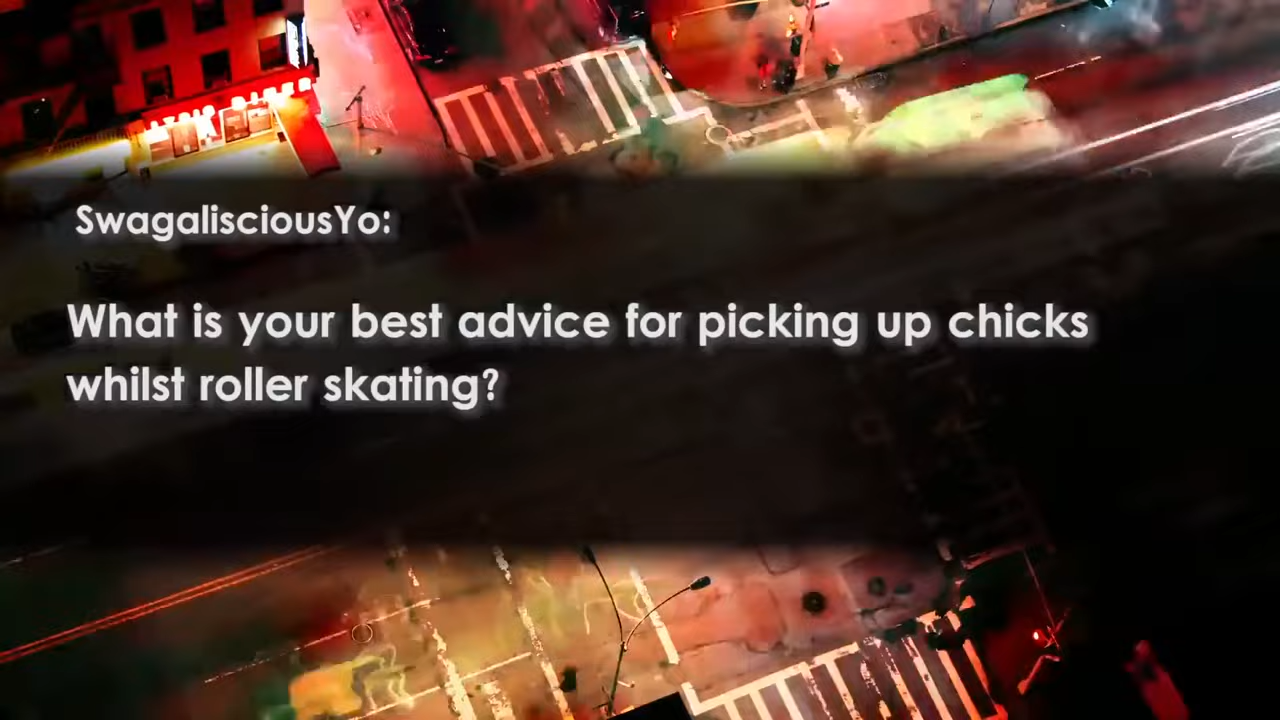 SwagalisciousYo:
What is your best advice for picking up chicks
whilst roller skating?